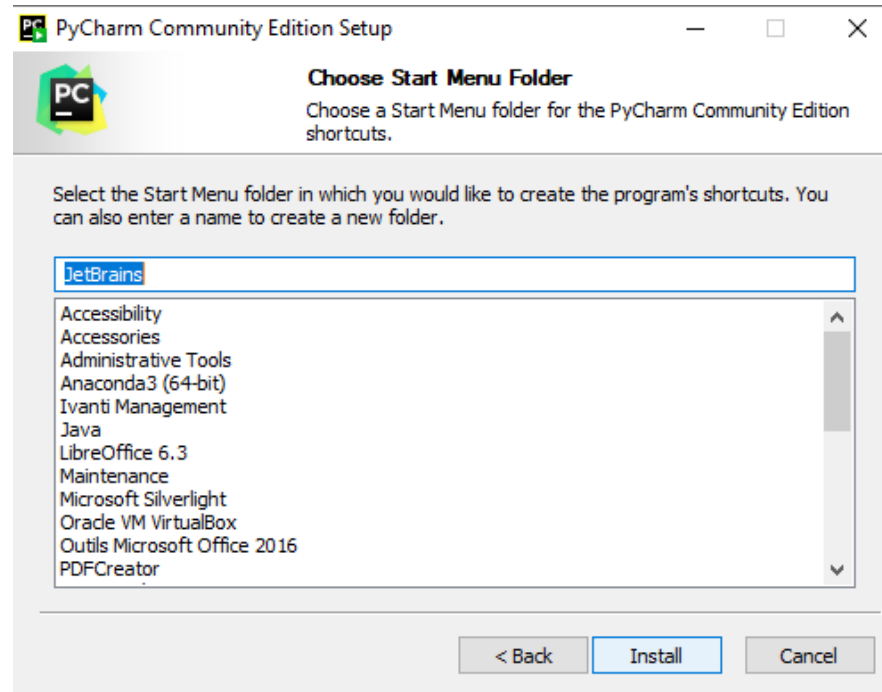 PyCharm Community Edition Setup
PC
Choose Start Menu Folder
Choose a Start Menu folder for the PyCharm Community Edition
shortcuts.
Select the Start Menu folder in which you would like to create the program's shortcuts. You
can also enter a name to create a new folder.
JetBrains
Accessibility
Accessories
Administrative Tools
Anaconda3 (64-bit)
Ivanti Management
Java
LibreOffice 6.3
Maintenance
Microsoft Silverlight
Oracle VM VirtualBox
Outils Microsoft Office 2016
PDFCreator
< Back
Install
Cancel